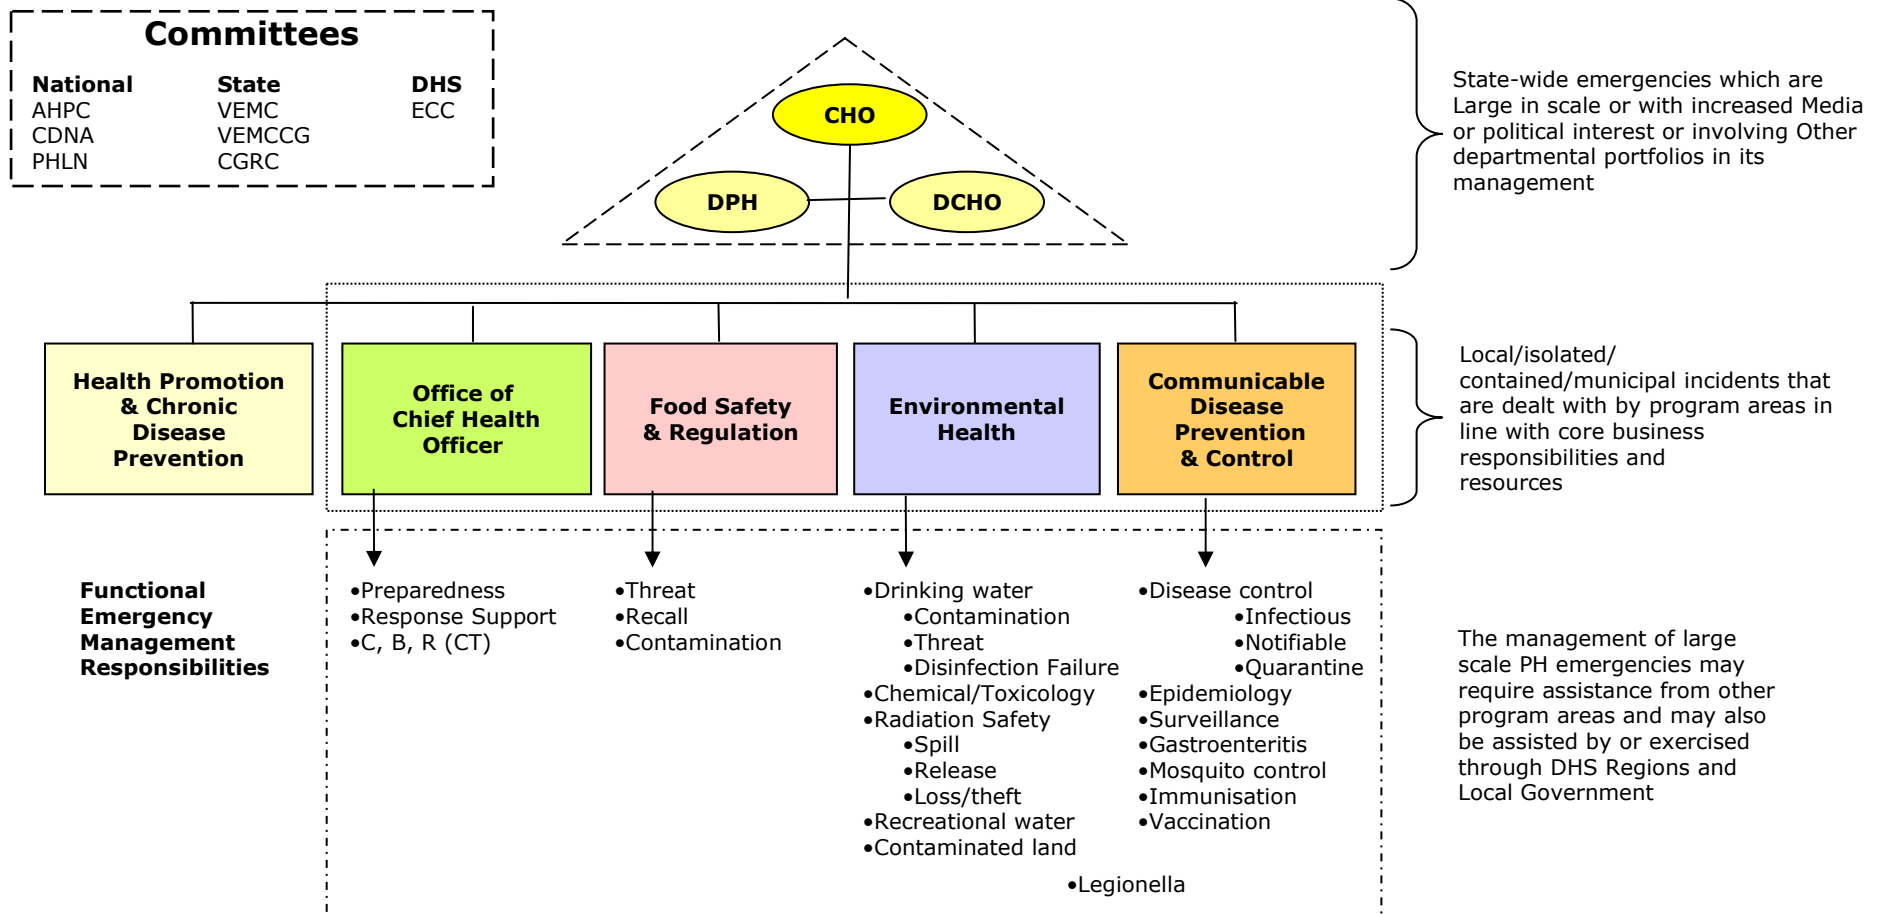 Committees
National
AHPC
CDNA
PHLN
State
VEMC
VEMCCG
CGRC
DHS
ECC
CHO
DPH
DCHO
State-wide emergencies which are
Large in scale or with increased Media
or political interest or involving Other
departmental portfolios in its
management
Health Promotion
& Chronic
Disease
Prevention
Office of
Chief Health
Officer
Food Safety
& Regulation
Environmental
Health
Communicable
Disease
Prevention
& Control
Local/isolated/
contained/municipal incidents that
are dealt with by program areas in
line with core business
responsibilities and
resources
Functional
Emergency
Management
Responsibilities
•Preparedness
•Response Support
•C, B, R (CT)
•Threat
•Recall
•Contamination
•Drinking water
•Contamination
•Threat
•Disinfection Failure
•Chemical/Toxicology
•Radiation Safety
•Spill
•Release
•Loss/theft
•Recreational water
•Contaminated land
•Disease control
•Infectious
•Notifiable
•Quarantine
•Epidemiology
•Surveillance
•Gastroenteritis
•Mosquito control
•Immunisation
•Vaccination
•Legionella
The management of large
scale PH emergencies may
require assistance from other
program areas and may also
be assisted by or exercised
through DHS Regions and
Local Government